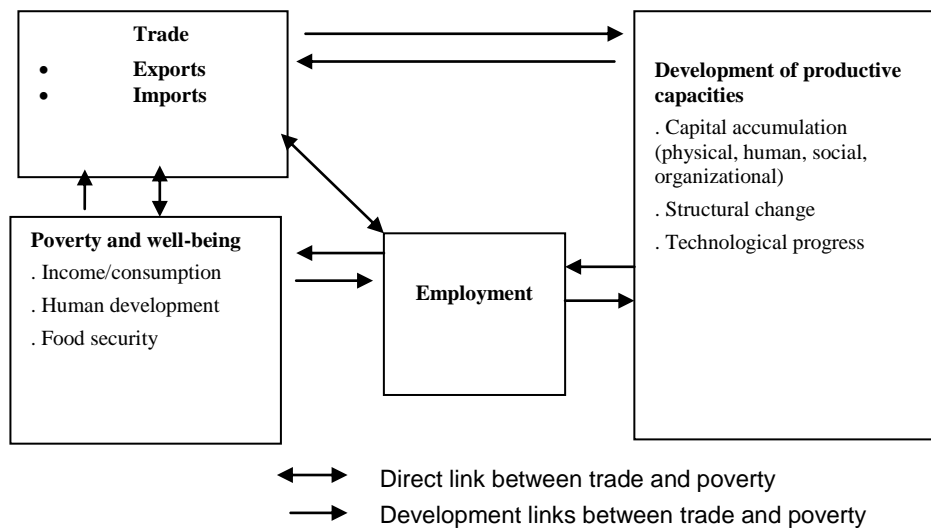 Trade
• Exports
• Imports
Development of productive
capacities
. Capital accumulation
(physical, human, social,
organizational)
. Structural change
. Technological progress
Poverty and well-being
. Income/consumption
. Human development
. Food security
Employment
Direct link between trade and poverty
Development links between trade and poverty